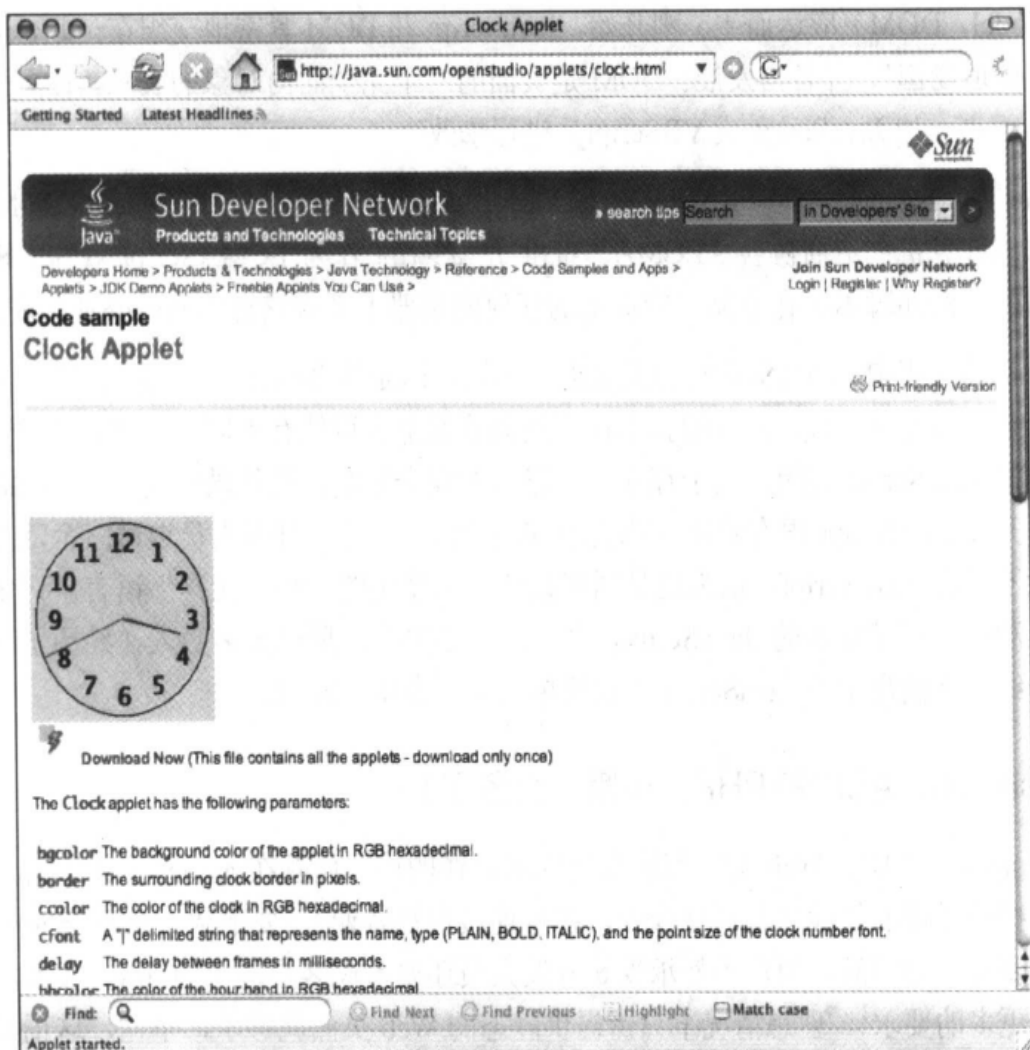 Clock Applet
http://java.sun.com/openstudio/applets/clock.html
G
Getting Started Latest Headlines
Sun
Java
Sun Developer Network
» search tips Search in Developers' Site
Products and Technologies Technical Topics
Developers Home > Products & Technologies > Java Technology > Reference > Code Samples and Apps >
Applets > JDK Demo Applets > Freebie Applets You Can Use >
Join Sun Developer Network
Login | Register | Why Register?
Code sample
Clock Applet
Print-friendly Version
12
11 1
10 2
9 3
8 4
7 5
6
Download Now (This file contains all the applets - download only once)
The Clock applet has the following parameters:
bgcolor The background color of the applet in RGB hexadecimal.
border The surrounding clock border in pixels.
ccolor The color of the clock in RGB hexadecimal.
cfont A "|" delimited string that represents the name, type (PLAIN, BOLD, ITALIC), and the point size of the clock number font.
delay The delay between frames in milliseconds.
hhcolor The color of the hour hand in RGB hexadecimal.
Find: Find Next Find Previous Highlight Match case
Applet started.